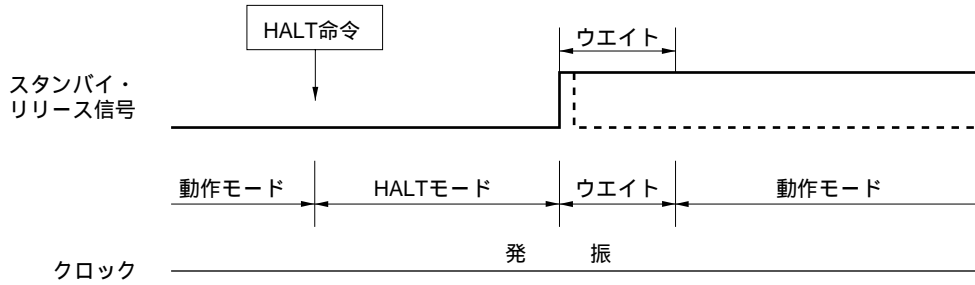 HALT命令
ウエイト
スタンバイ・
リリース信号
動作モード
HALTモード
ウエイト
動作モード
発 振
クロック